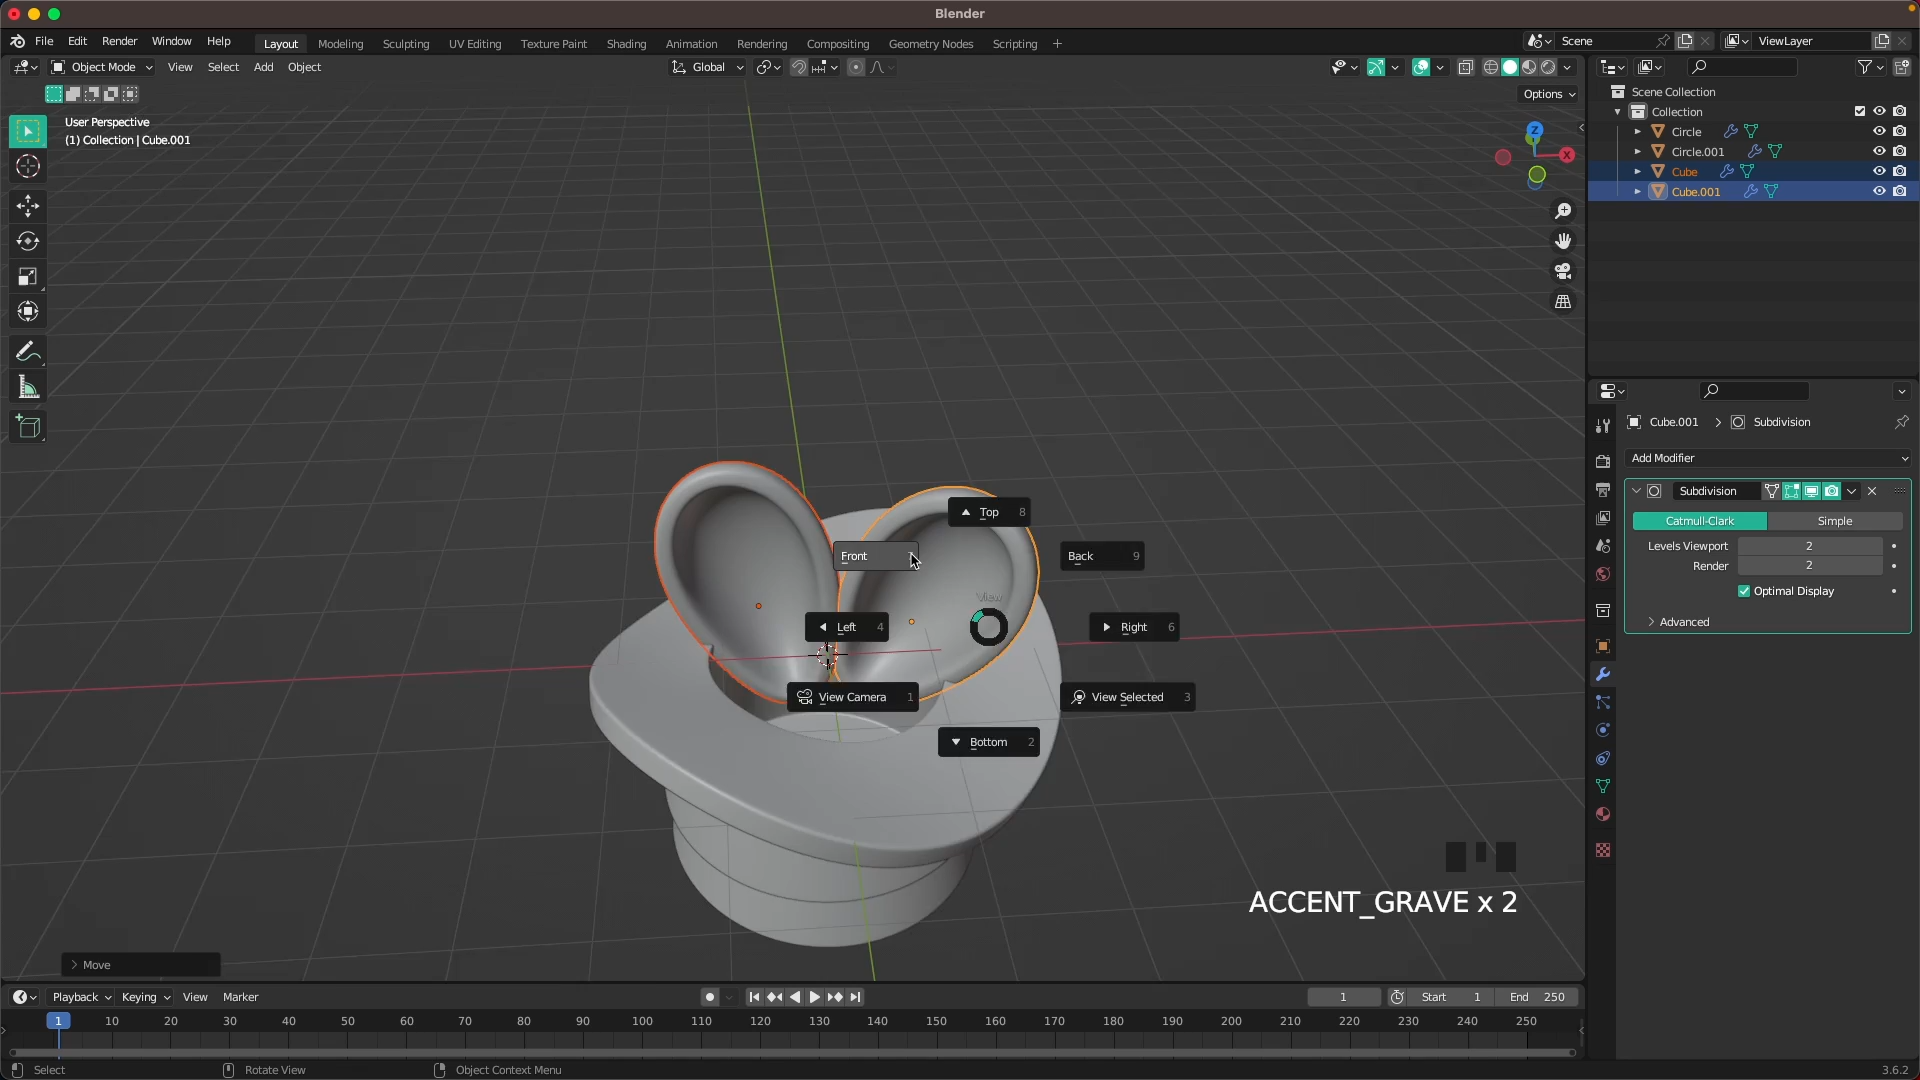 Blender
File Edit Render Window Help
Layout Modeling Sculpting UV Editing Texture Paint Shading Animation Rendering Compositing Geometry Nodes Scripting +
Scene ViewLayer
Object Mode View Select Add Object
Global
Options
User Perspective
(1) Collection | Cube.001
Z
X
Scene Collection
Collection
Circle
Circle.001
Cube
Cube.001
Cube.001 > Subdivision
Add Modifier
Subdivision
Catmull-Clark Simple
Levels Viewport 2
Render 2
Optimal Display
Advanced
Top 8
Front
Back 9
View
Left 4
Right 6
View Camera 1
View Selected 3
Bottom 2
ACCENT_GRAVE x 2
Move
Playback Keying View Marker
1 Start 1 End 250
1 10 20 30 40 50 60 70 80 90 100 110 120 130 140 150 160 170 180 190 200 210 220 230 240 250
Select Rotate View Object Context Menu 3.6.2